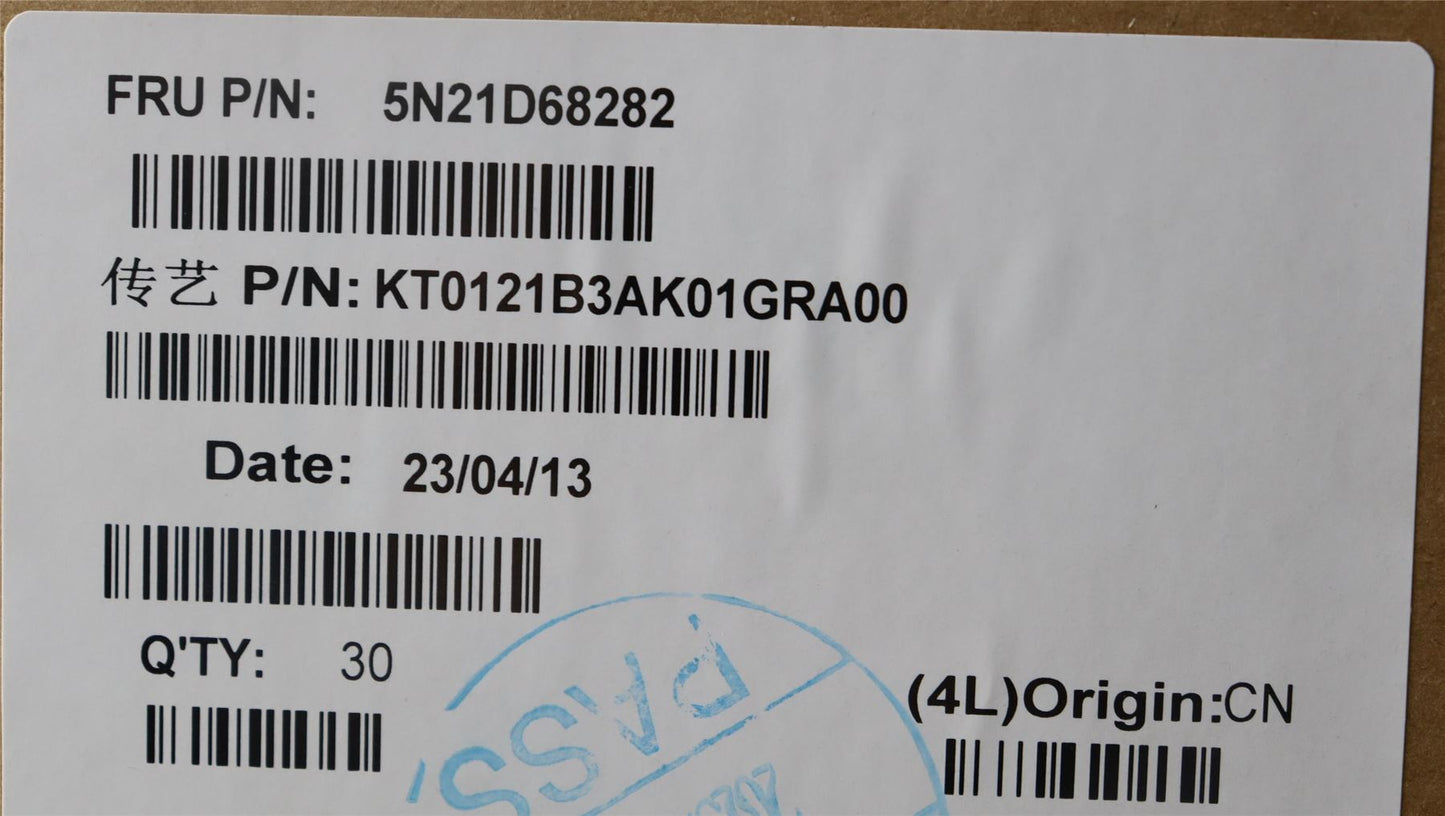 FRU P/N: 5N21D68282
传艺 P/N: KT0121B3AK01GRA00
Date: 23/04/13
Q'TY: 30
(4L)Origin:CN
PASS